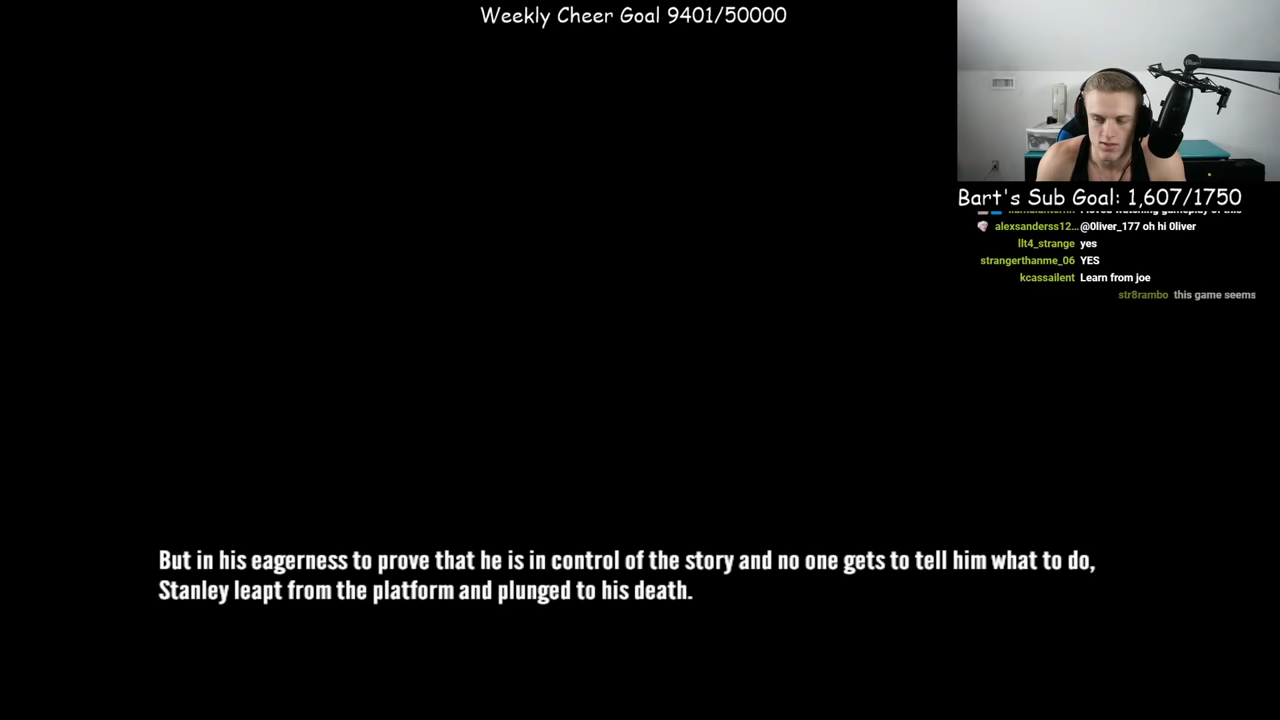 Weekly Cheer Goal 9401/50000
Bart's Sub Goal: 1,607/1750
alexsanderss12... @0liver_177 oh hi 0liver
llt4_strange yes
strangerthanme_06 YES
kcassailent Learn from joe
str8rambo this game seems
But in his eagerness to prove that he is in control of the story and no one gets to tell him what to do,
Stanley leapt from the platform and plunged to his death.